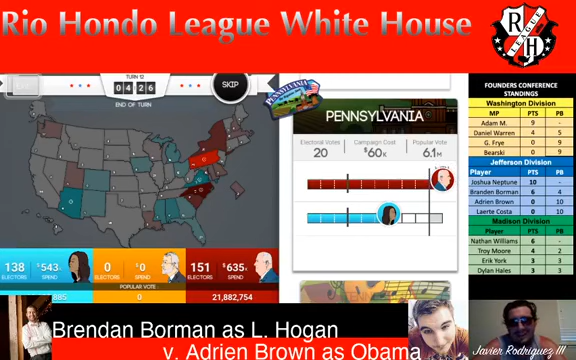 Rio Hondo League White House
R
H
LEAGUE
TURN 12
04:26
SKIP
END OF TURN
PENNSYLVANIA
PENNSYLVANIA
Electoral Votes Campaign Cost Popular Vote
20 $60K 6.1M
138 $543K 0 $0 151 $635K
ELECTORS ELECTORS ELECTORS
POPULAR VOTE
885 0 21,882,754
Brendan Borman as L. Hogan
v. Adrien Brown as Obama
FOUNDERS CONFERENCE
STANDINGS
Washington Division
MP PTS PB
Adam M. 9 -
Daniel Warren 4 5
G. Frye 0 9
Bearski 0 9
Jefferson Division
Player PTS PB
Joshua Neptune 10 -
Branden Borman 6 4
Adrien Brown 0 10
Laerte Costa 0 10
Madison Division
Player PTS PB
Nathan Williams 6 -
Troy Moore 4 2
Erik York 3 3
Dylan Hales 3 3
Javier Rodriguez III